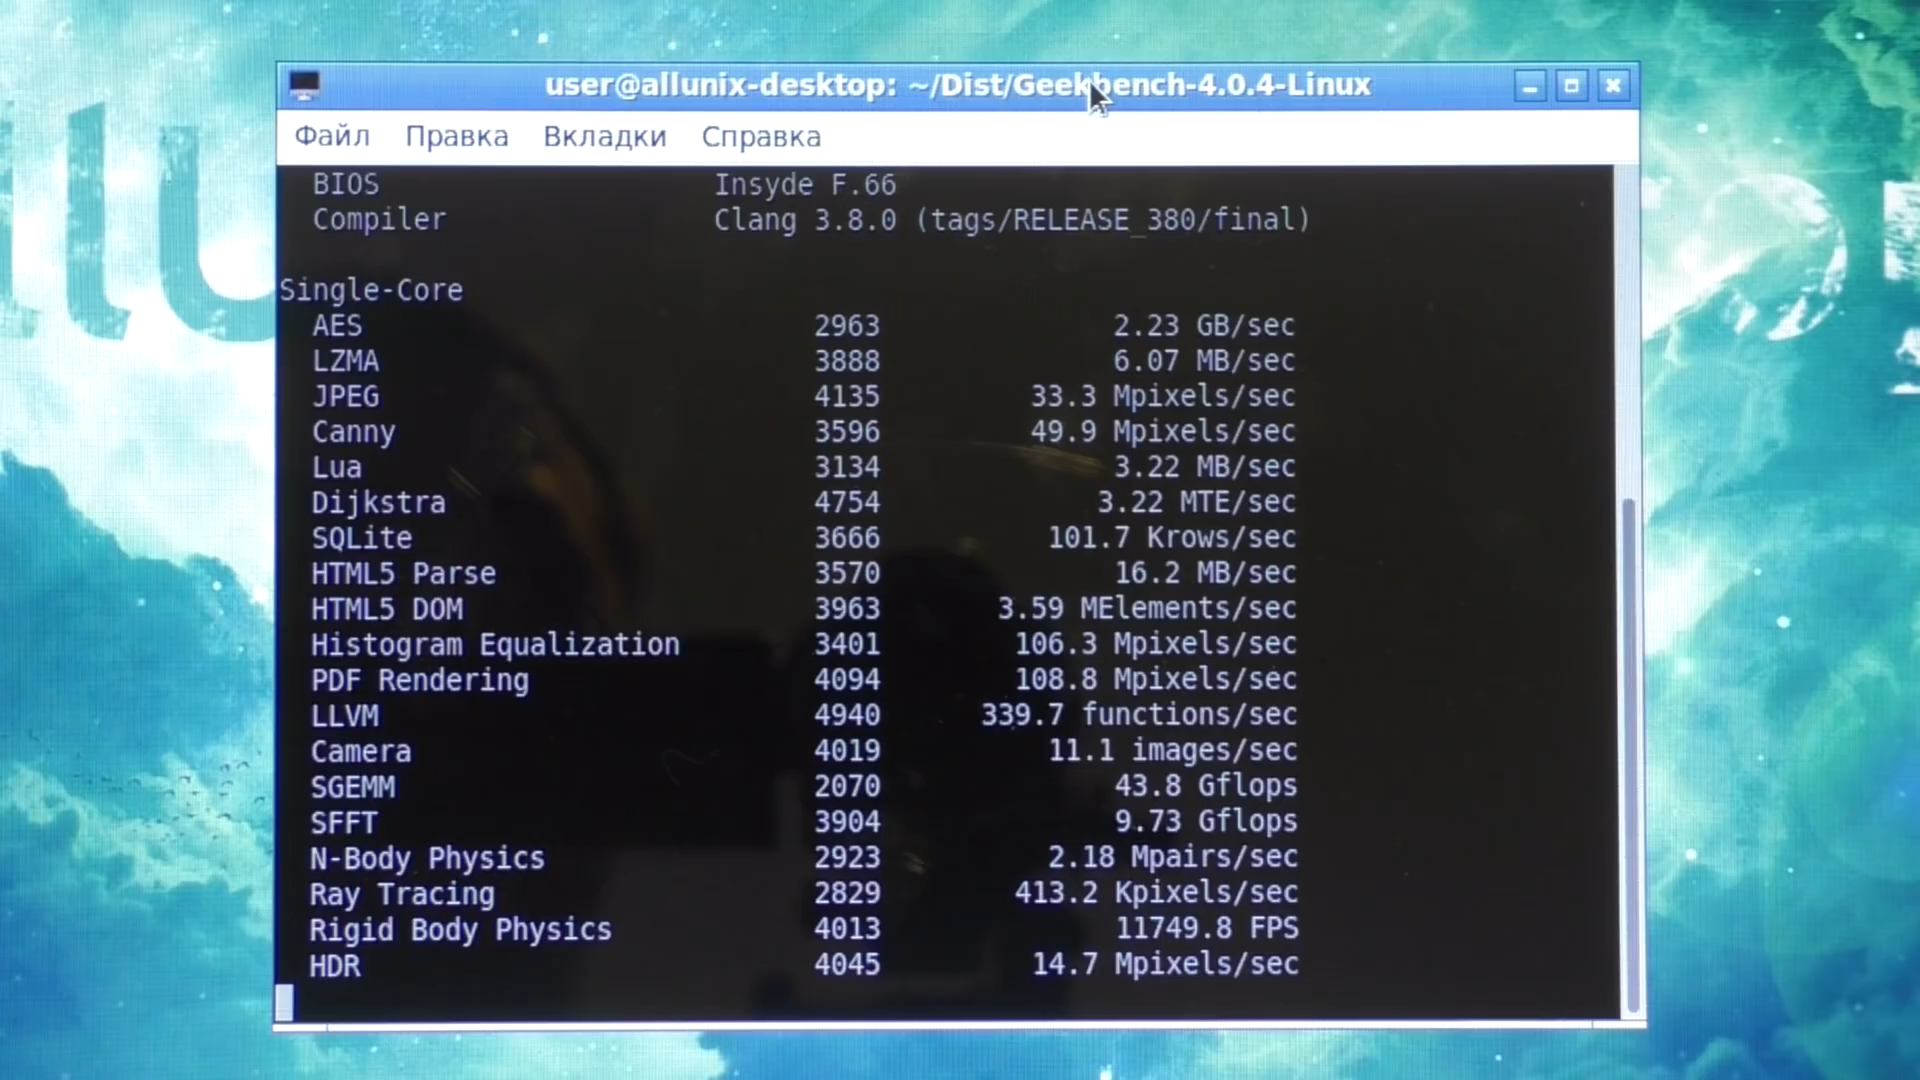 user@allunix-desktop: ~/Dist/Geekbench-4.0.4-Linux
Файл Правка Вкладки Справка
BIOS Insyde F.66
Compiler Clang 3.8.0 (tags/RELEASE_380/final)
Single-Core
AES 2963 2.23 GB/sec
LZMA 3888 6.07 MB/sec
JPEG 4135 33.3 Mpixels/sec
Canny 3596 49.9 Mpixels/sec
Lua 3134 3.22 MB/sec
Dijkstra 4754 3.22 MTE/sec
SQLite 3666 101.7 Krows/sec
HTML5 Parse 3570 16.2 MB/sec
HTML5 DOM 3963 3.59 MElements/sec
Histogram Equalization 3401 106.3 Mpixels/sec
PDF Rendering 4094 108.8 Mpixels/sec
LLVM 4940 339.7 functions/sec
Camera 4019 11.1 images/sec
SGEMM 2070 43.8 Gflops
SFFT 3904 9.73 Gflops
N-Body Physics 2923 2.18 Mpairs/sec
Ray Tracing 2829 413.2 Kpixels/sec
Rigid Body Physics 4013 11749.8 FPS
HDR 4045 14.7 Mpixels/sec